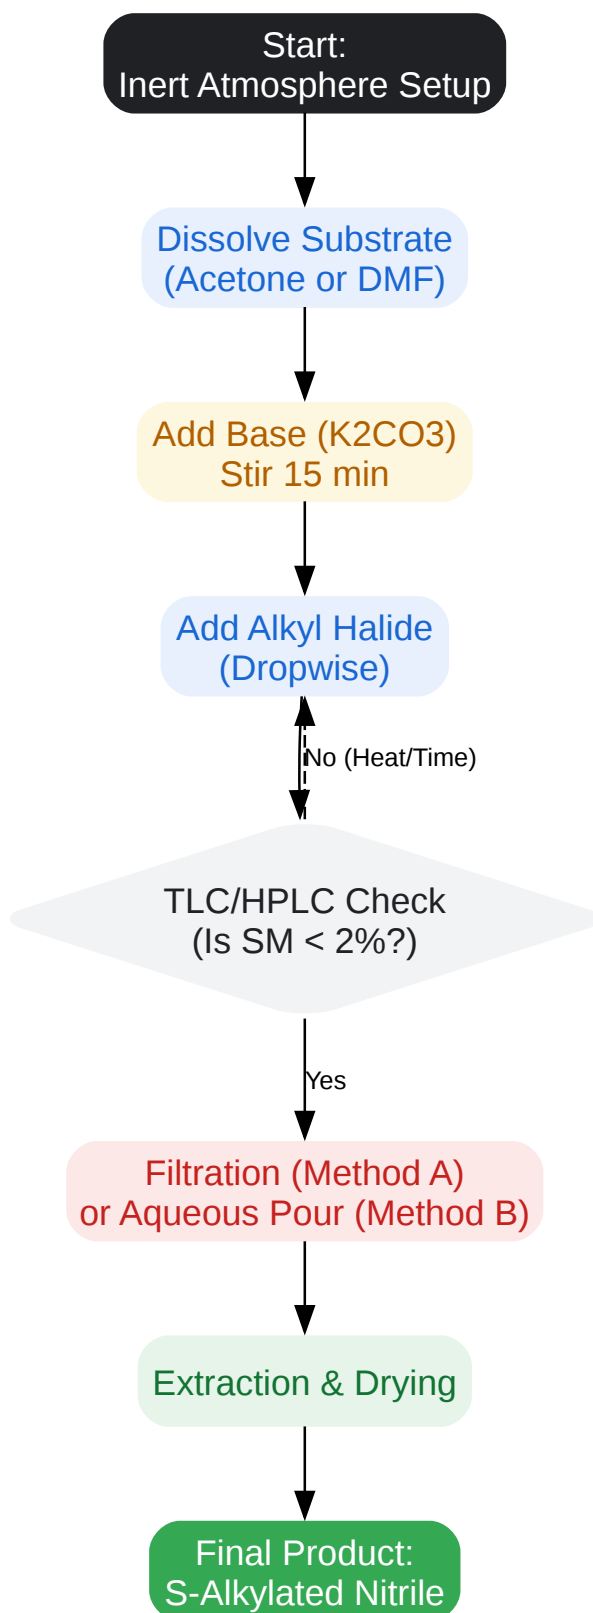 Start:
Inert Atmosphere Setup
Dissolve Substrate
(Acetone or DMF)
Add Base (K2CO3)
Stir 15 min
Add Alkyl Halide
(Dropwise)
No (Heat/Time)
TLC/HPLC Check
(Is SM < 2%?)
Yes
Filtration (Method A)
or Aqueous Pour (Method B)
Extraction & Drying
Final Product:
S-Alkylated Nitrile